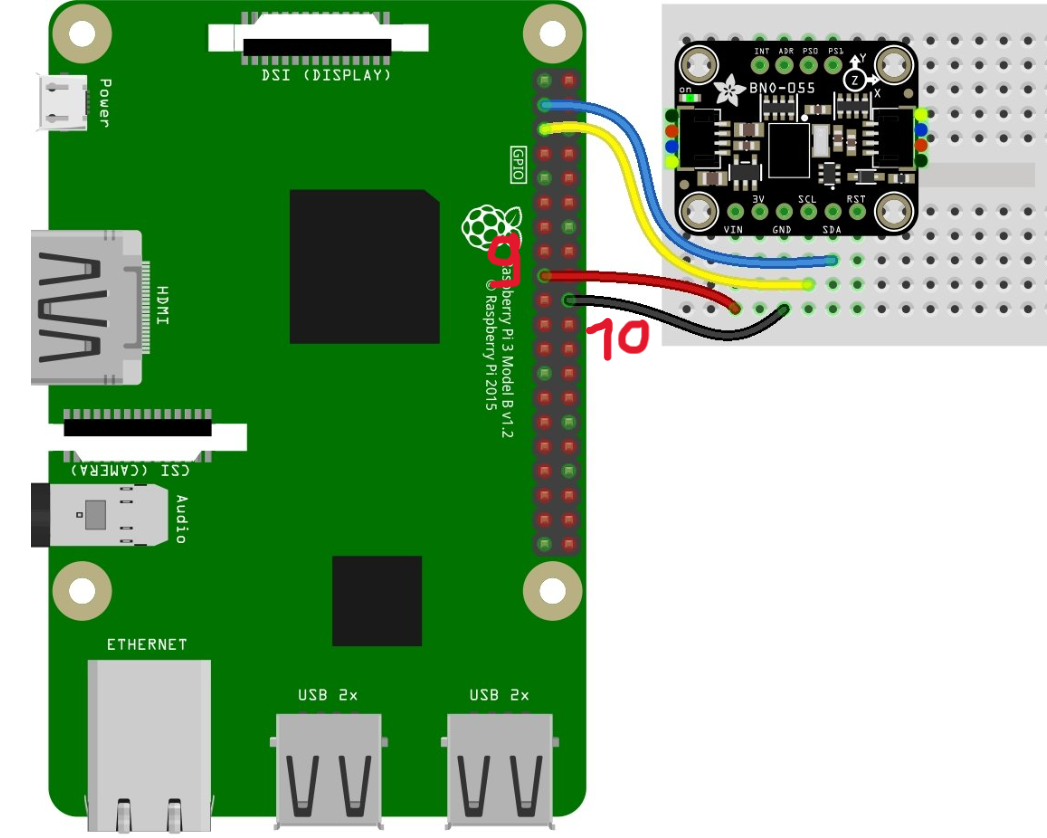 DSI (DISPLAY)
Power
INT ADR PS0 PS1
Y
Z
X
on
BNO-055
GPIO
3V SCL RST
VIN GND SDA
9
Raspberry Pi 3 Model B v1.2
© Raspberry Pi 2015
HDMI
10
CSI (CAMERA)
Audio
ETHERNET
USB 2x
USB 2x